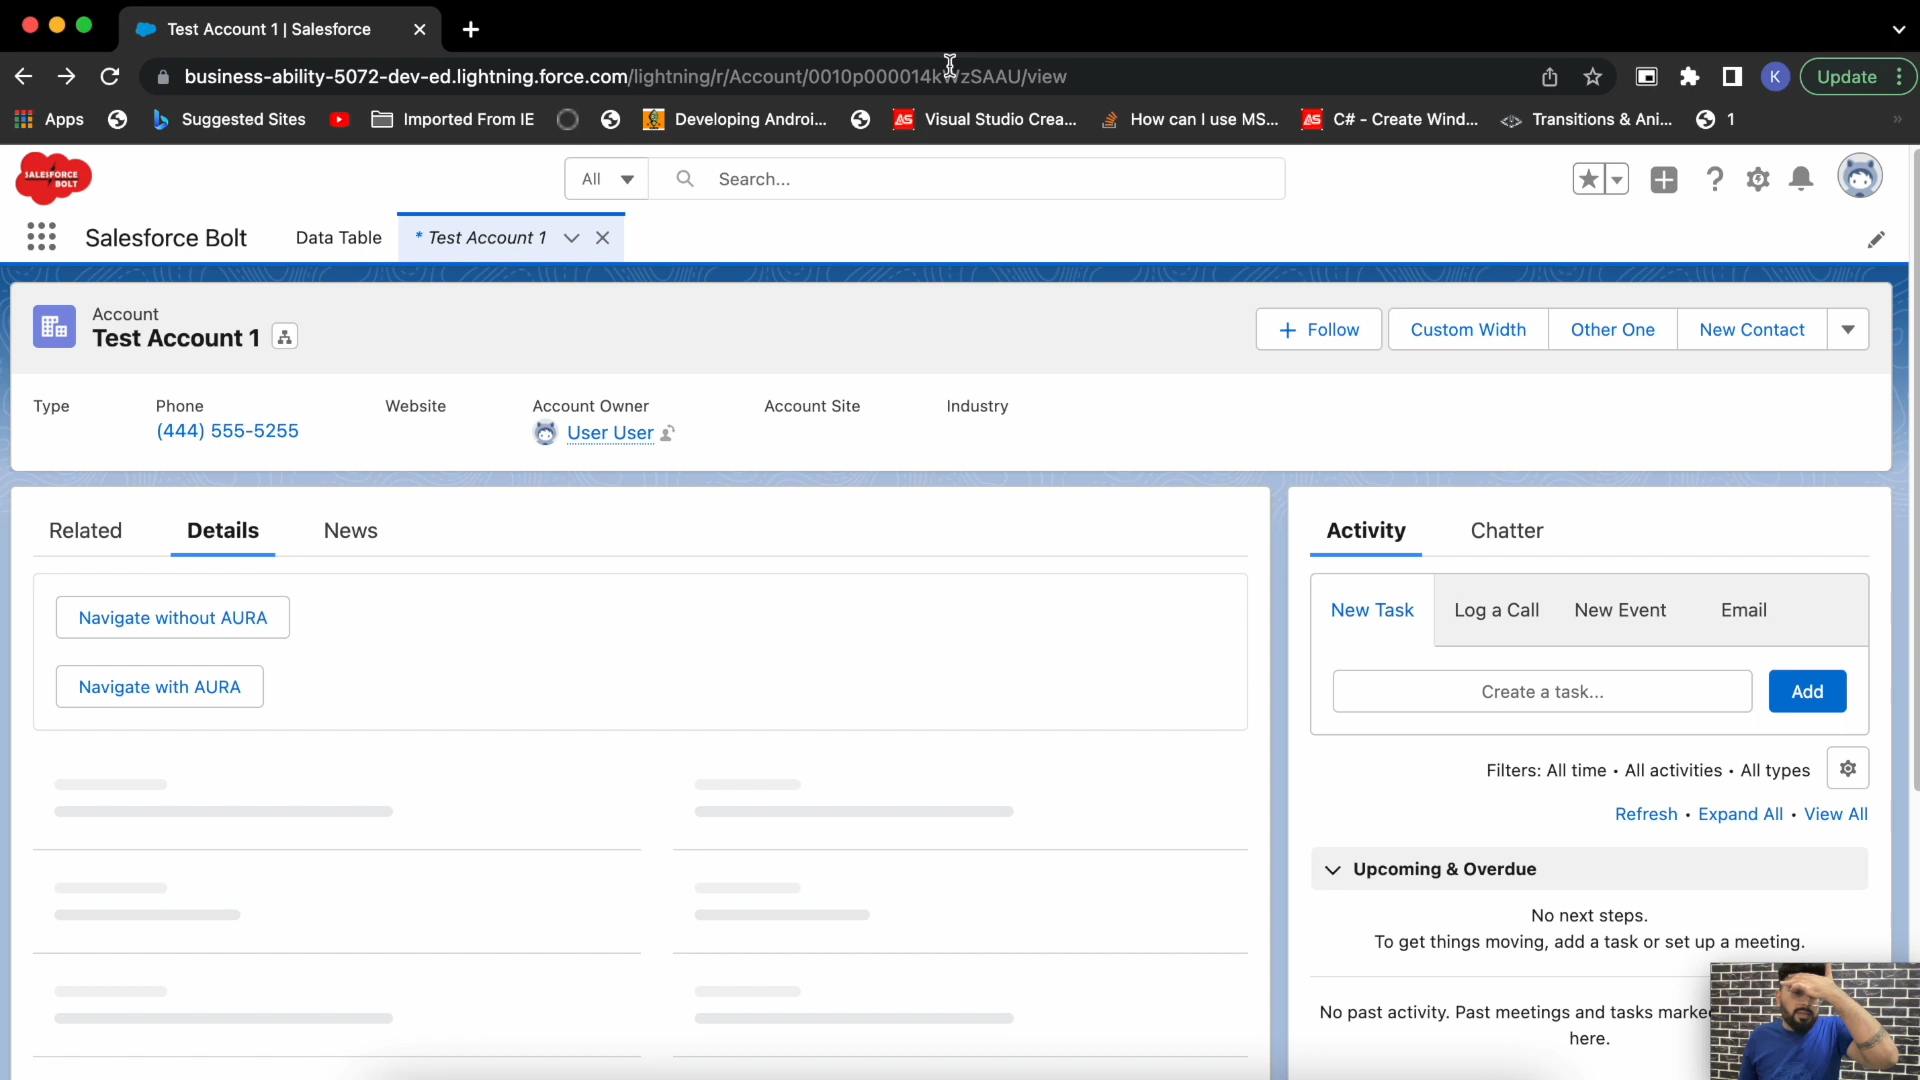 Test Account 1 | Salesforce
business-ability-5072-dev-ed.lightning.force.com/lightning/r/Account/0010p000014kWzSAAU/view
K
Update
Apps
Suggested Sites
Imported From IE
Developing Androi...
Visual Studio Crea...
How can I use MS...
C# - Create Wind...
Transitions & Ani...
1
SALESFORCE BOLT
All
Search...
Salesforce Bolt
Data Table
* Test Account 1
Account
Test Account 1
Follow
Custom Width
Other One
New Contact
Type
Phone
(444) 555-5255
Website
Account Owner
User User
Account Site
Industry
Related
Details
News
Navigate without AURA
Navigate with AURA
Activity
Chatter
New Task
Log a Call
New Event
Email
Create a task...
Add
Filters: All time • All activities • All types
Refresh • Expand All • View All
Upcoming & Overdue
No next steps.
To get things moving, add a task or set up a meeting.
No past activity. Past meetings and tasks marke
here.